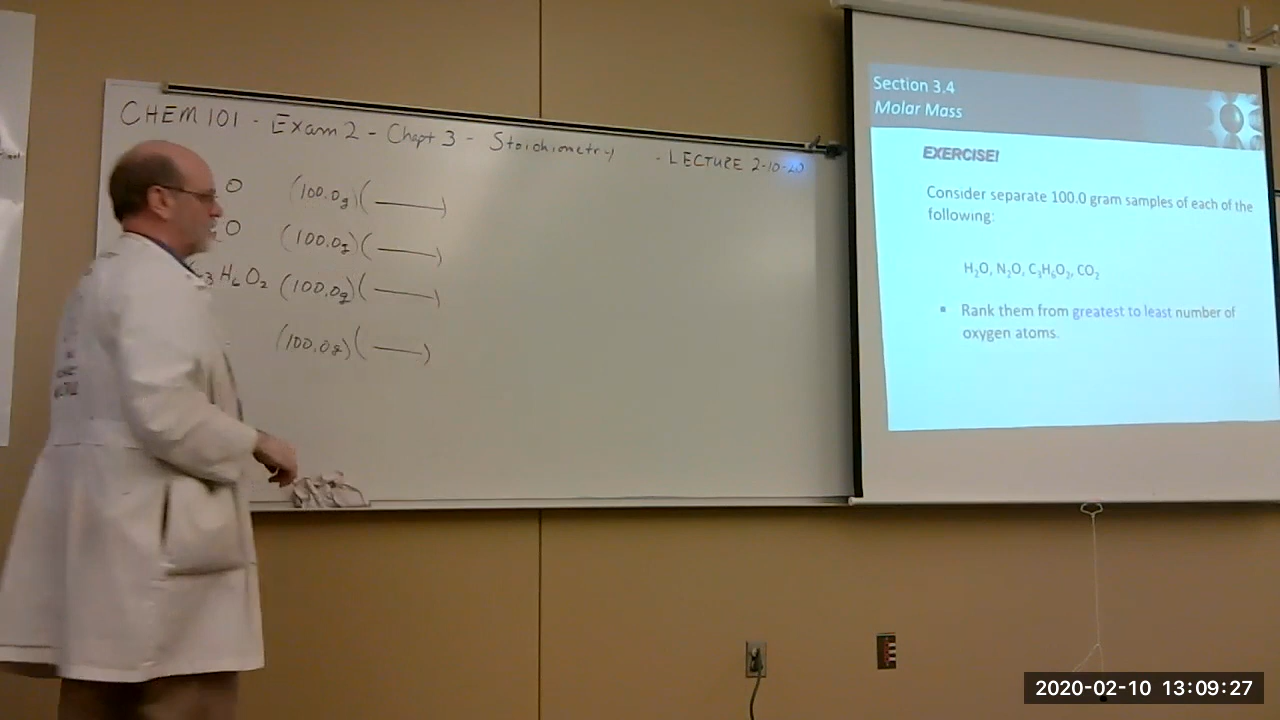 CHEM 101 - Exam 2 - Chapt 3 - Stoichiometry - LECTURE 2-10-20
O (100.0g)(
O (100.0g)(
3H6O2 (100.0g)(
(100.0g)(
Section 3.4
Molar Mass
EXERCISE!
Consider separate 100.0 gram samples of each of the
following:
H₂O, N₂O, C₃H₆O₂, CO₂
▪ Rank them from greatest to least number of
oxygen atoms.
2020-02-10 13:09:27